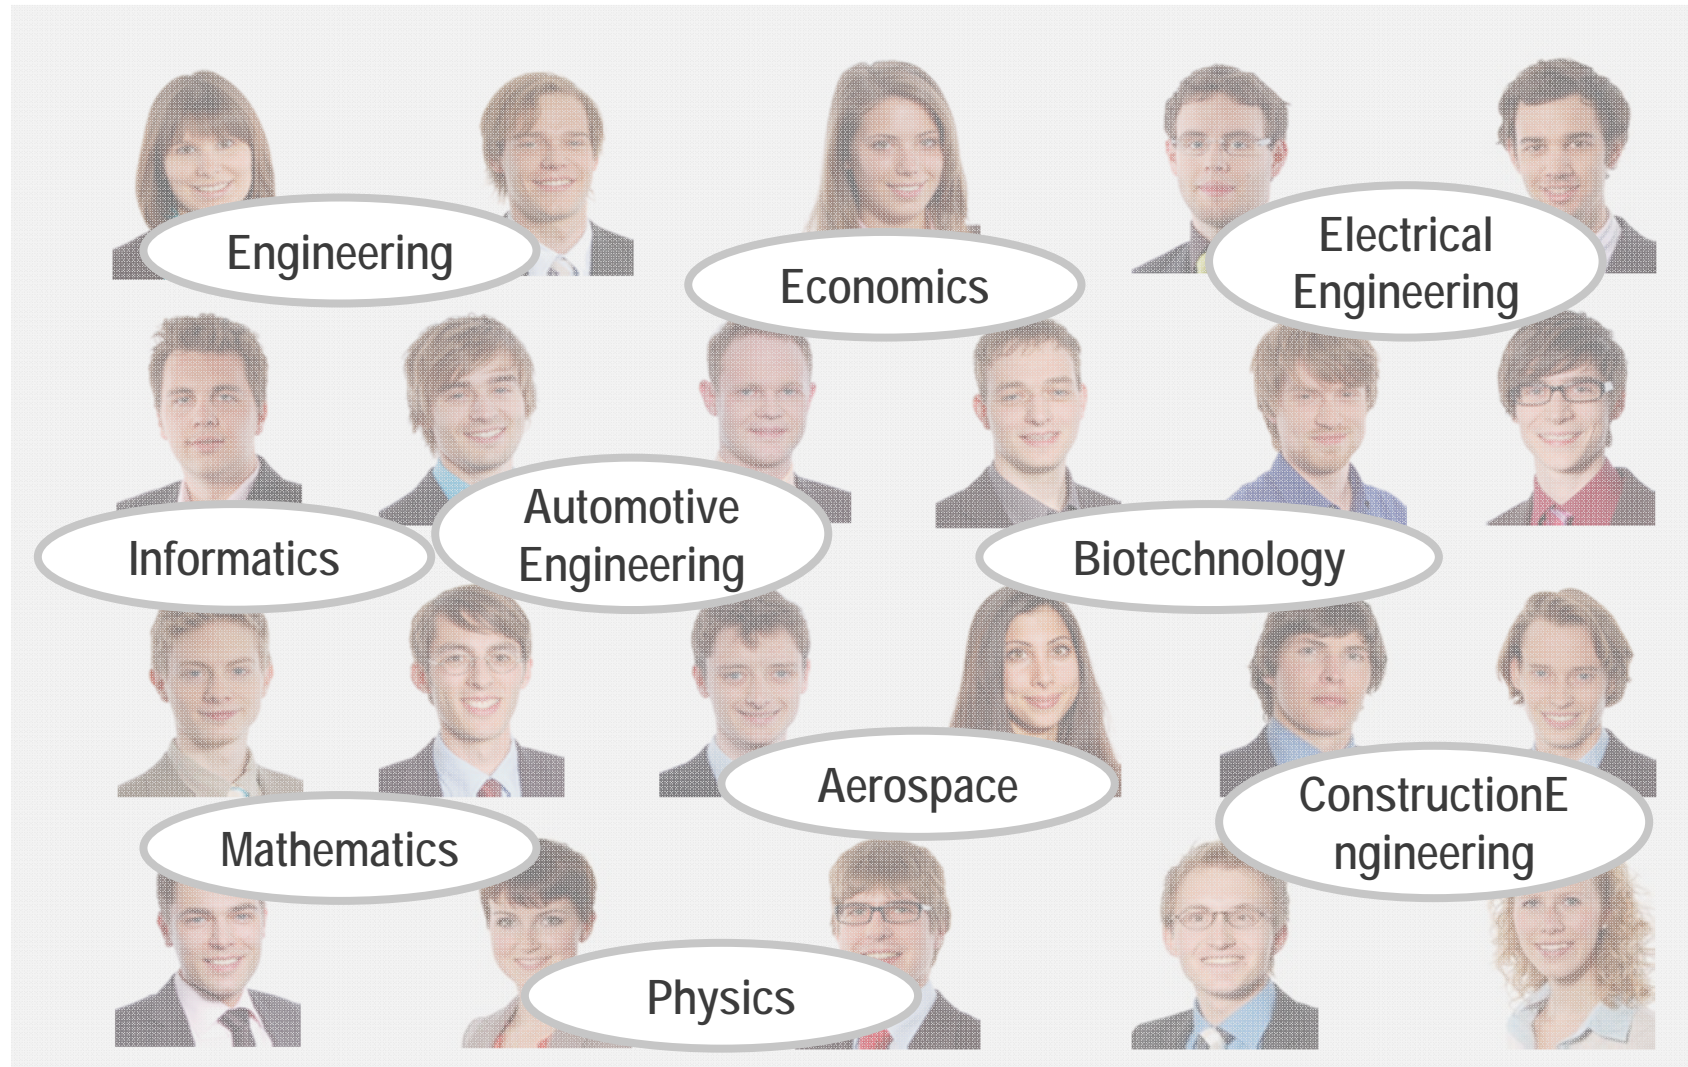 Engineering
Economics
Electrical
Engineering
Informatics
Automotive
Engineering
Biotechnology
Mathematics
Aerospace
ConstructionE
ngineering
Physics